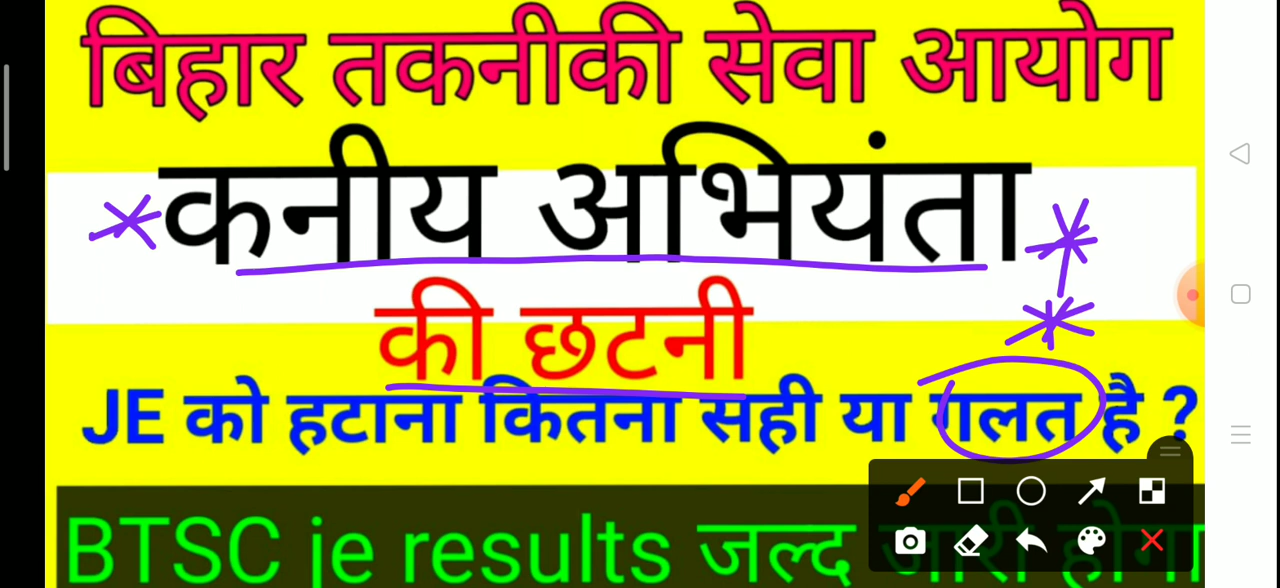 बिहार तकनीकी सेवा आयोग
कनीय अभियंता
की छटनी
JE को हटाना कितना सही या गलत है ?
BTSC je results जल्द जारी होगा